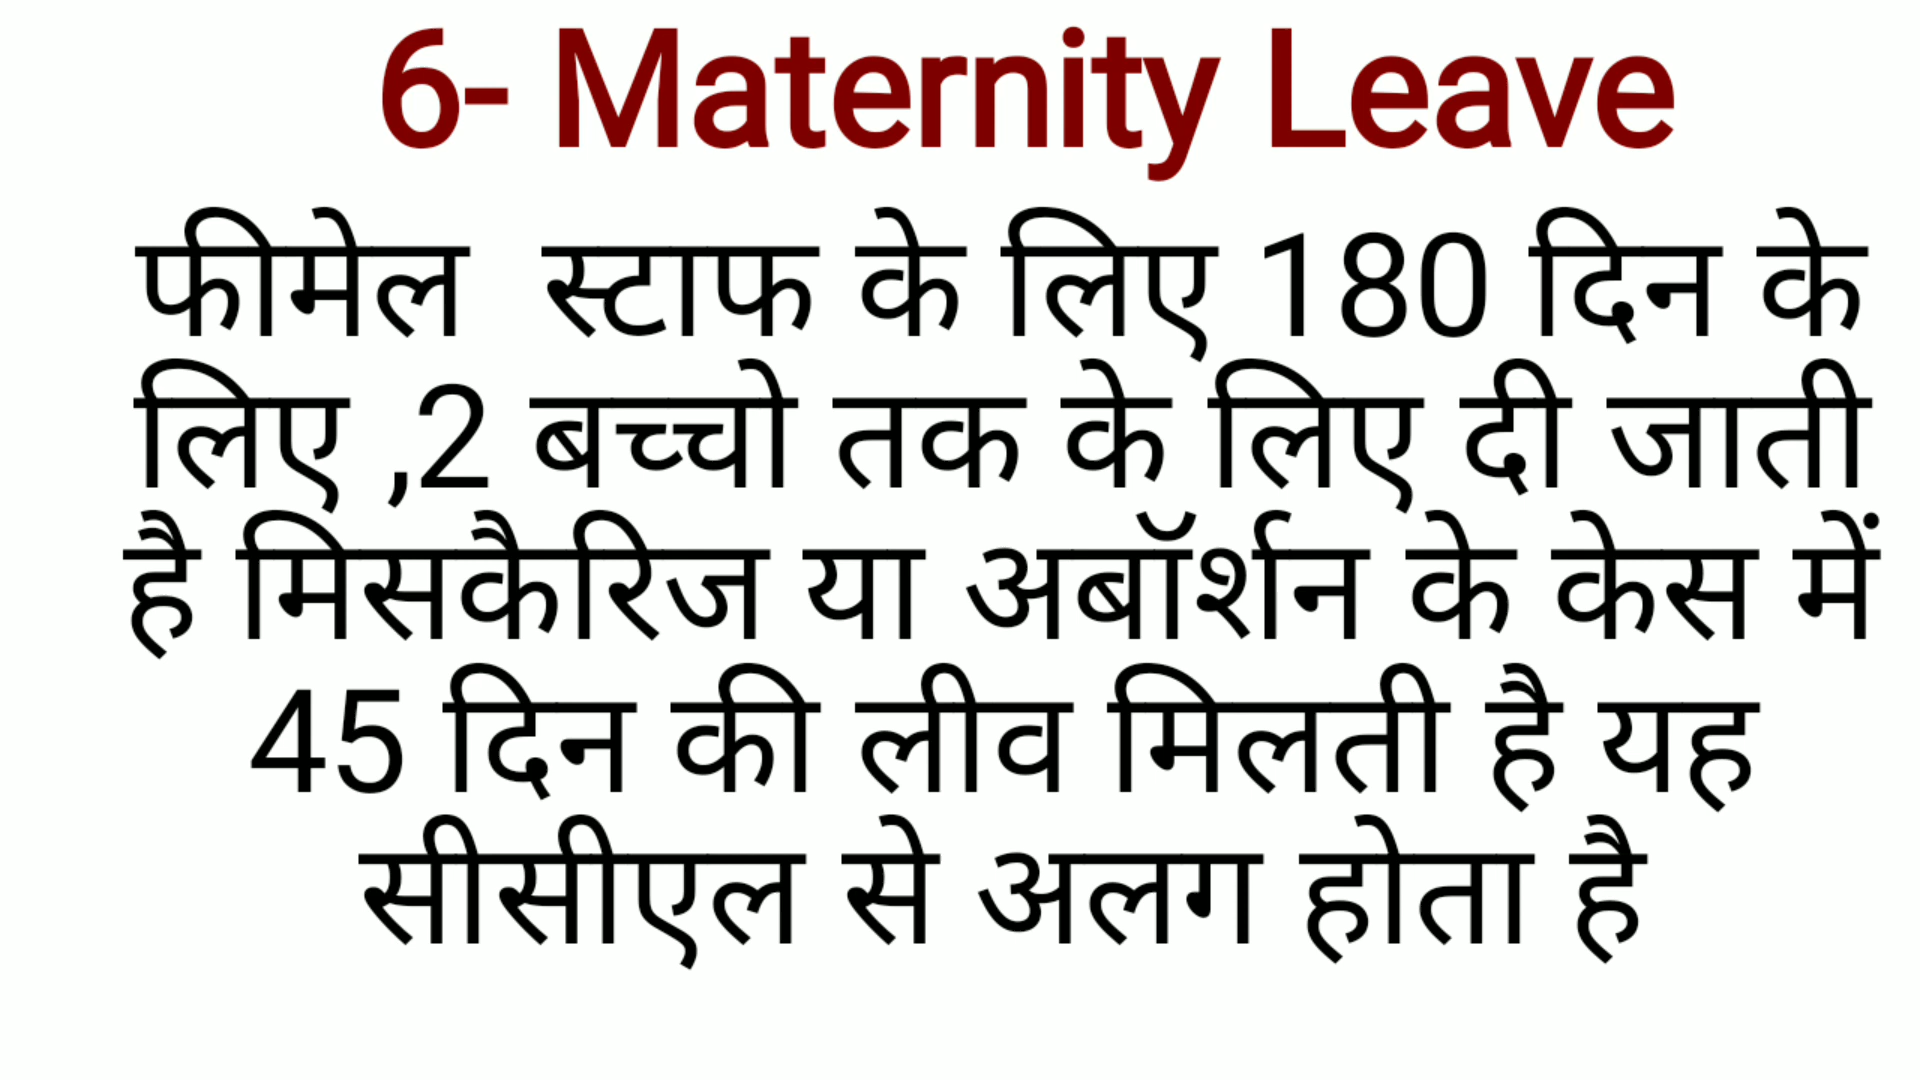 6- Maternity Leave
फीमेल  स्टाफ के लिए 180 दिन के
लिए ,2 बच्चो तक के लिए दी जाती
है मिसकैरिज या अबॉर्शन के केस में
45 दिन की लीव मिलती है यह
सीसीएल से अलग होता है